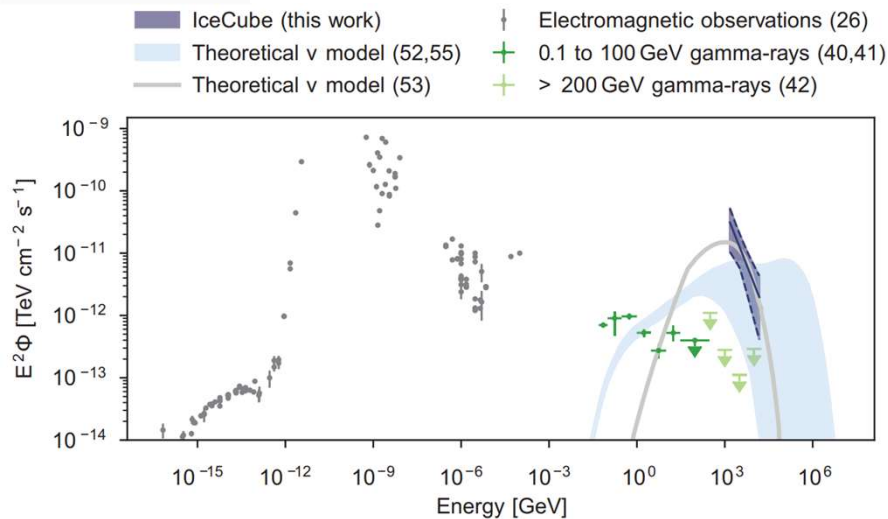 IceCube (this work)
Theoretical ν model (52,55)
Theoretical ν model (53)
Electromagnetic observations (26)
0.1 to 100 GeV gamma-rays (40,41)
> 200 GeV gamma-rays (42)
E²Φ [TeV cm⁻² s⁻¹]
10⁻⁹
10⁻¹⁰
10⁻¹¹
10⁻¹²
10⁻¹³
10⁻¹⁴
10⁻¹⁵ 10⁻¹² 10⁻⁹ 10⁻⁶ 10⁻³ 10⁰ 10³ 10⁶
Energy [GeV]